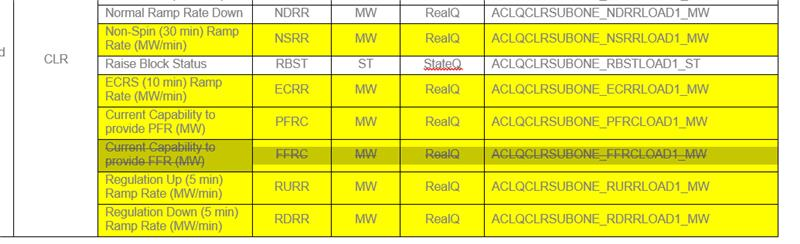 Normal Ramp Rate Down NDRR MW RealQ ACLQCLRSUBONE_NDRRLOAD1_MW
Non-Spin (30 min) Ramp
Rate (MW/min) NSRR MW RealQ ACLQCLRSUBONE_NSRRLOAD1_MW
d CLR Raise Block Status RBST ST StateQ ACLQCLRSUBONE_RBSTLOAD1_ST
ECRS (10 min) Ramp
Rate (MW/min) ECRR MW RealQ ACLQCLRSUBONE_ECRRLOAD1_MW
Current Capability to
provide PFR (MW) PFRC MW RealQ ACLQCLRSUBONE_PFRCLOAD1_MW
Current Capability to
provide FFR (MW) FFRC MW RealQ ACLQCLRSUBONE_FFRCLOAD1_MW
Regulation Up (5 min)
Ramp Rate (MW/min) RURR MW RealQ ACLQCLRSUBONE_RURRLOAD1_MW
Regulation Down (5 min)
Ramp Rate (MW/min) RDRR MW RealQ ACLQCLRSUBONE_RDRRLOAD1_MW